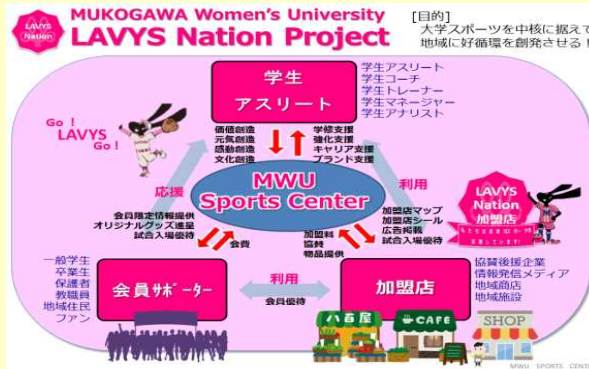 LAVYS
Nation
MUKOGAWA Women's University
LAVYS Nation Project
[目的]
大学スポーツを中核に据えて
地域に好循環を創発させる！
学生
アスリート
学生アスリート
学生コーチ
学生トレーナー
学生マネージャー
学生アナリスト
Go！
LAVYS
Go！
価値創造
元気創造
感動創造
文化創造
学修支援
強化支援
キャリア支援
ブランド支援
応援
MWU
Sports Center
利用
LAVYS
Nation
加盟店
会員限定情報提供
オリジナルグッズ進呈
試合入場優待
会費
加盟料
協賛
物品提供
加盟店マップ
加盟店シール
広告掲載
試合入場優待
一般学生
卒業生
保護者
教職員
地域住民
ファン
会員サポーター
利用
会員優待
加盟店
協賛後援企業
情報発信メディア
地域商店
地域施設
八百屋
CAFE
SHOP
MWU SPORTS CENTER